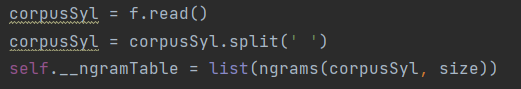 corpusSyl = f.read()
corpusSyl = corpusSyl.split(' ')
self.__ngramTable = list(ngrams(corpusSyl, size))